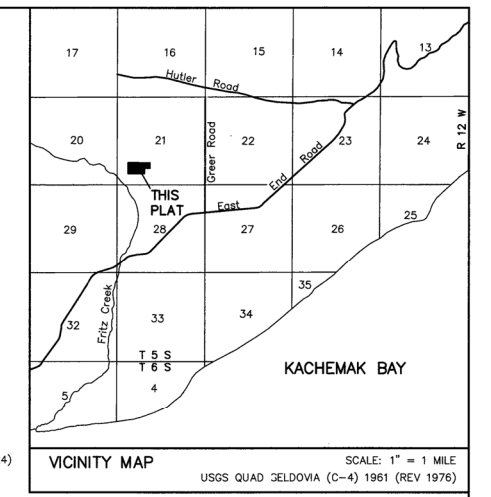 17 16 15 14 13
Hutler Road
20 21 22 23 24
Greer Road
R 12 W
THIS
PLAT
East End Road
29 28 27 26 25
Fritz Creek
32 33 34 35
T 5 S
T 6 S
5 4
KACHEMAK BAY
4)
VICINITY MAP
SCALE: 1" = 1 MILE
USGS QUAD SELDOVIA (C-4) 1961 (REV 1976)